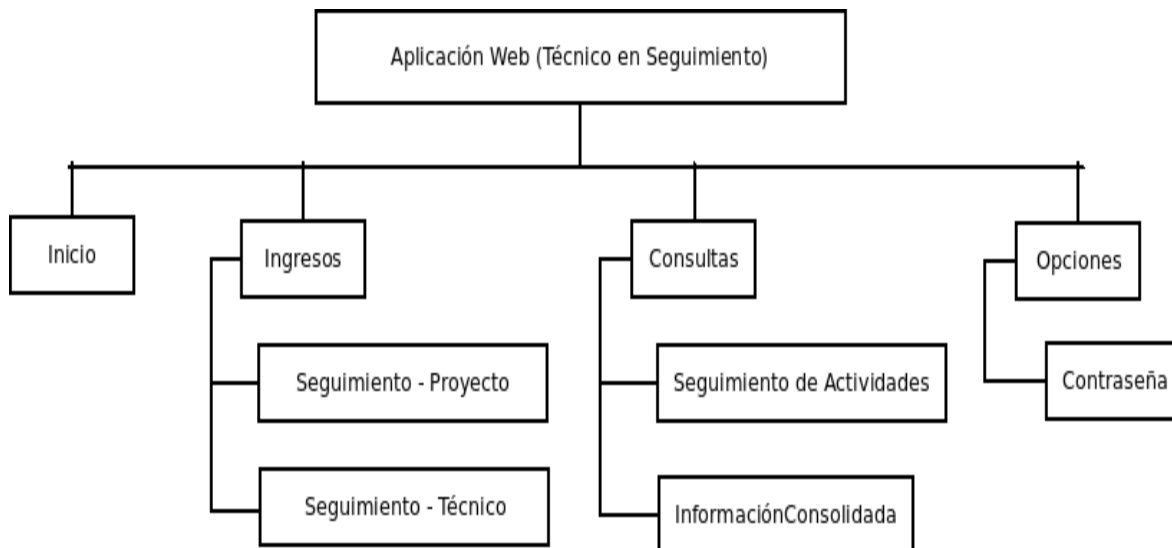 Aplicación Web (Técnico en Seguimiento)
Inicio
Ingresos
Consultas
Opciones
Seguimiento - Proyecto
Seguimiento de Actividades
Contraseña
Seguimiento - Técnico
InformaciónConsolidada